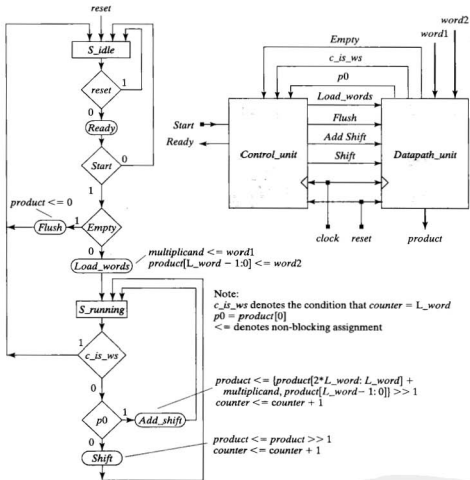 reset
S_idle
reset
1
0
Ready
Start
0
1
product <= 0
Flush
1
Empty
0
Load_words
multiplicand <= word1
product[L_word – 1:0] <= word2
S_running
1
c_is_ws
0
p0
1
Add_shift
product <= {product[2*L_word: L_word] +
multiplicand, product[L_word– 1: 0]} >> 1
counter <= counter + 1
0
Shift
product <= product >> 1
counter <= counter + 1
word2
word1
Empty
c_is_ws
p0
Load_words
Flush
Add Shift
Shift
Start
Ready
Control_unit
Datapath_unit
clock
reset
product
Note:
c_is_ws denotes the condition that counter = L_word
p0 = product[0]
<= denotes non-blocking assignment